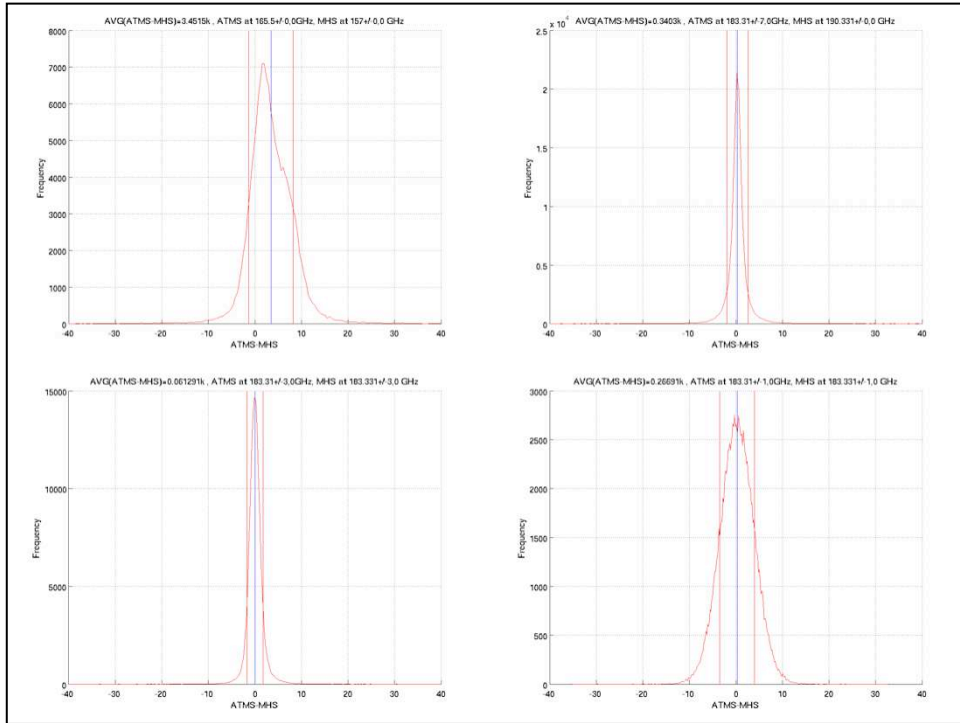 AVG(ATMS-MHS)=3.4515k , ATMS at 165.5+/-0,0GHz, MHS at 157+/-0,0 GHz
8000
7000
6000
5000
4000
3000
2000
1000
0
Frequency
-40 -30 -20 -10 0 10 20 30 40
ATMS-MHS
AVG(ATMS-MHS)=0.3403k , ATMS at 183.31+/-7,0GHz, MHS at 190.331+/-0,0 GHz
x 10^4
2.5
2
1.5
1
0.5
0
Frequency
-40 -30 -20 -10 0 10 20 30 40
ATMS-MHS
AVG(ATMS-MHS)=0.061291k , ATMS at 183.31+/-3,0GHz, MHS at 183.331+/-3,0 GHz
15000
10000
5000
0
Frequency
-40 -30 -20 -10 0 10 20 30 40
ATMS-MHS
AVG(ATMS-MHS)=0.26691k , ATMS at 183.31+/-1,0GHz, MHS at 183.331+/-1,0 GHz
3000
2500
2000
1500
1000
500
0
Frequency
-40 -30 -20 -10 0 10 20 30 40
ATMS-MHS